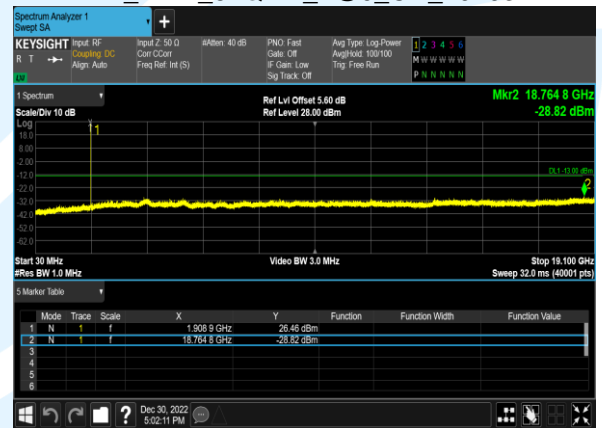 Spectrum Analyzer 1
Swept SA
+
KEYSIGHT Input: RF Input Z: 50 Ω #Atten: 40 dB PNO: Fast Avg Type: Log-Power 1 2 3 4 5 6
R T Coupling: DC Corr CCorr Gate: Off Avg|Hold: 100/100 M W W W W W
Align: Auto Freq Ref: Int (S) IF Gain: Low Trig: Free Run P N N N N N
Sig Track: Off
1 Spectrum
Ref Lvl Offset 5.60 dB Mkr2 18.764 8 GHz
Scale/Div 10 dB Ref Level 28.00 dBm -28.82 dBm
Log
18.0
8.00
-2.00
-12.0
-22.0
-32.0
-42.0
-52.0
-62.0
1
DL1 -13.00 dBm
2
Start 30 MHz Video BW 3.0 MHz Stop 19.100 GHz
#Res BW 1.0 MHz Sweep 32.0 ms (40001 pts)
5 Marker Table
Mode Trace Scale X Y Function Function Width Function Value
1 N 1 f 1.908 9 GHz 26.46 dBm
2 N 1 f 18.764 8 GHz -28.82 dBm
3
4
5
6
? Dec 30, 2022
5:02:11 PM